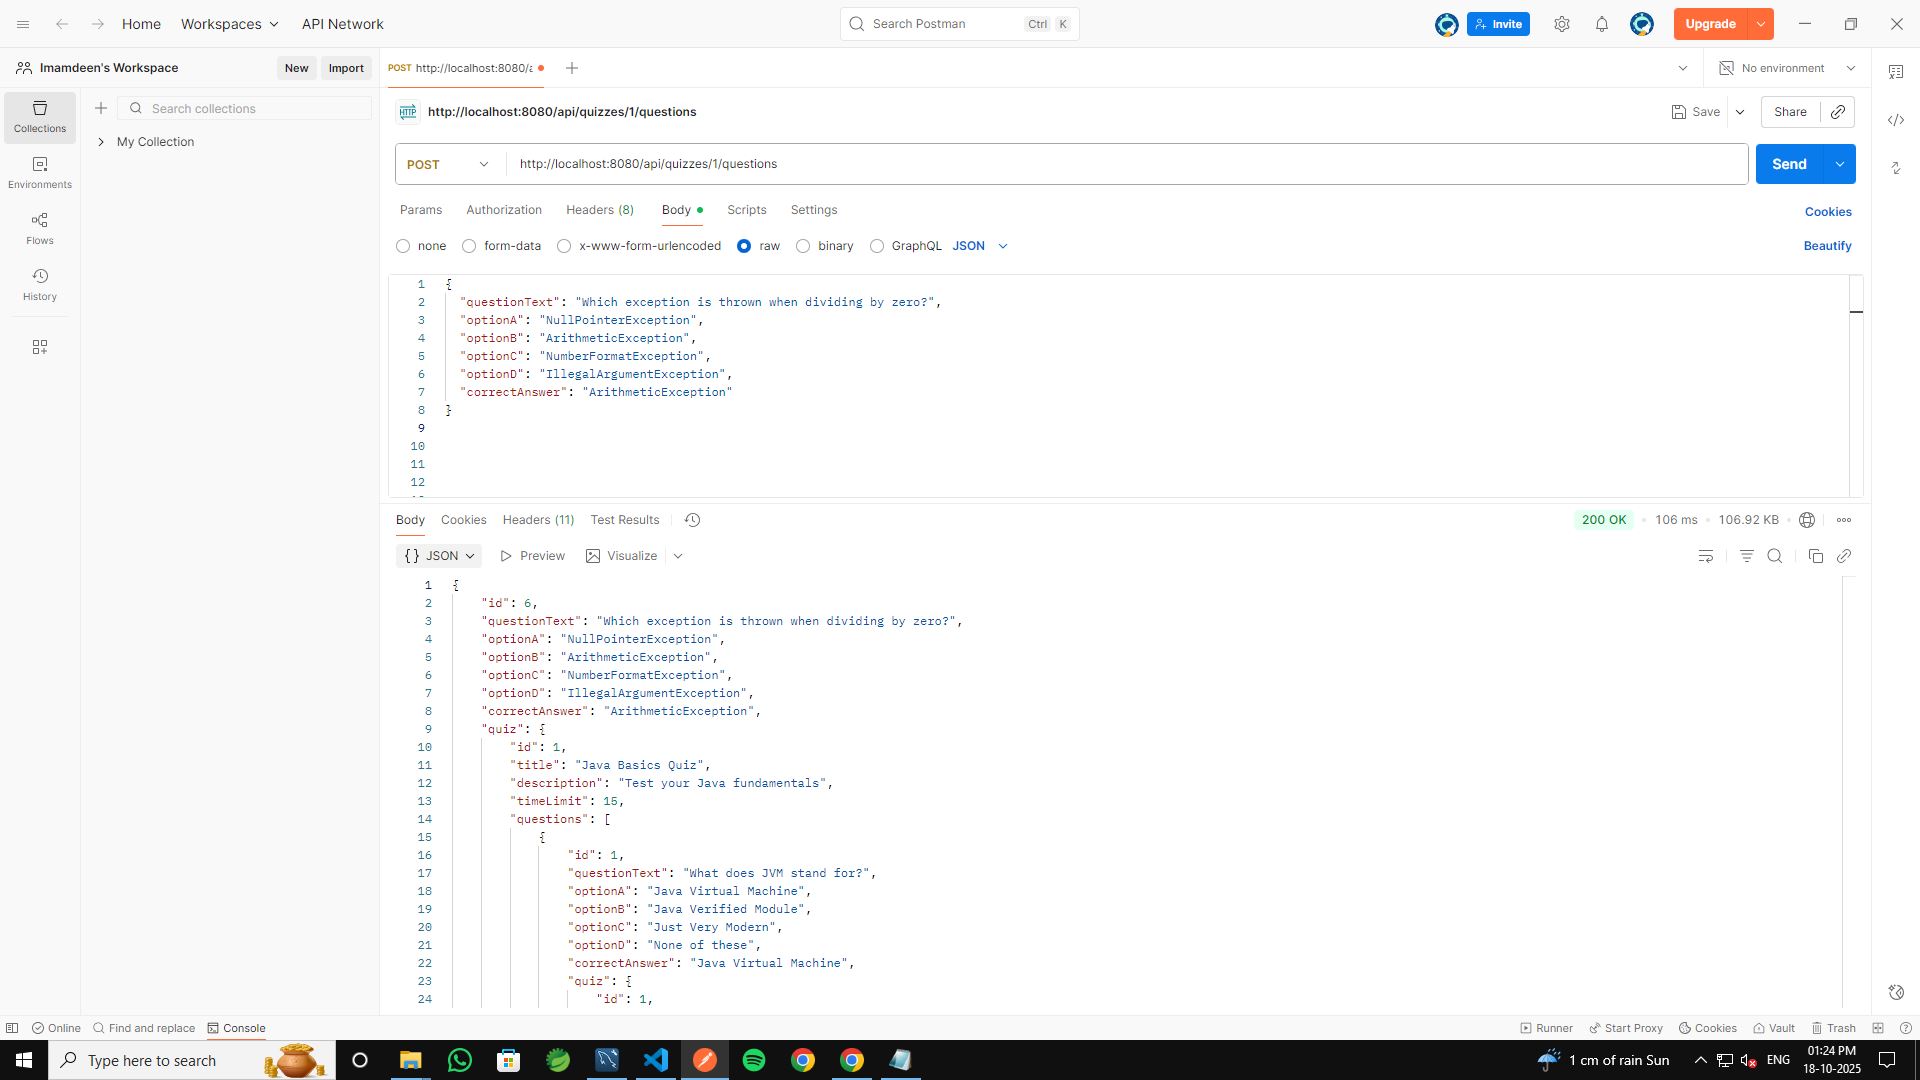 Home Workspaces API Network Search Postman Ctrl K Invite Upgrade
Imamdeen's Workspace New Import POST http://localhost:8080/a No environment
Collections
Environments
Flows
History
Search collections
My Collection
HTTP http://localhost:8080/api/quizzes/1/questions Save Share
POST http://localhost:8080/api/quizzes/1/questions Send
Params Authorization Headers (8) Body Scripts Settings Cookies
none form-data x-www-form-urlencoded raw binary GraphQL JSON Beautify
1 {
2 "questionText": "Which exception is thrown when dividing by zero?",
3 "optionA": "NullPointerException",
4 "optionB": "ArithmeticException",
5 "optionC": "NumberFormatException",
6 "optionD": "IllegalArgumentException",
7 "correctAnswer": "ArithmeticException"
8 }
9
10
11
12
Body Cookies Headers (11) Test Results 200 OK 106 ms 106.92 KB
{} JSON Preview Visualize
1 {
2 "id": 6,
3 "questionText": "Which exception is thrown when dividing by zero?",
4 "optionA": "NullPointerException",
5 "optionB": "ArithmeticException",
6 "optionC": "NumberFormatException",
7 "optionD": "IllegalArgumentException",
8 "correctAnswer": "ArithmeticException",
9 "quiz": {
10 "id": 1,
11 "title": "Java Basics Quiz",
12 "description": "Test your Java fundamentals",
13 "timeLimit": 15,
14 "questions": [
15 {
16 "id": 1,
17 "questionText": "What does JVM stand for?",
18 "optionA": "Java Virtual Machine",
19 "optionB": "Java Verified Module",
20 "optionC": "Just Very Modern",
21 "optionD": "None of these",
22 "correctAnswer": "Java Virtual Machine",
23 "quiz": {
24 "id": 1,
Online Find and replace Console Runner Start Proxy Cookies Vault Trash
Type here to search 1 cm of rain Sun ENG 01:24 PM
18-10-2025